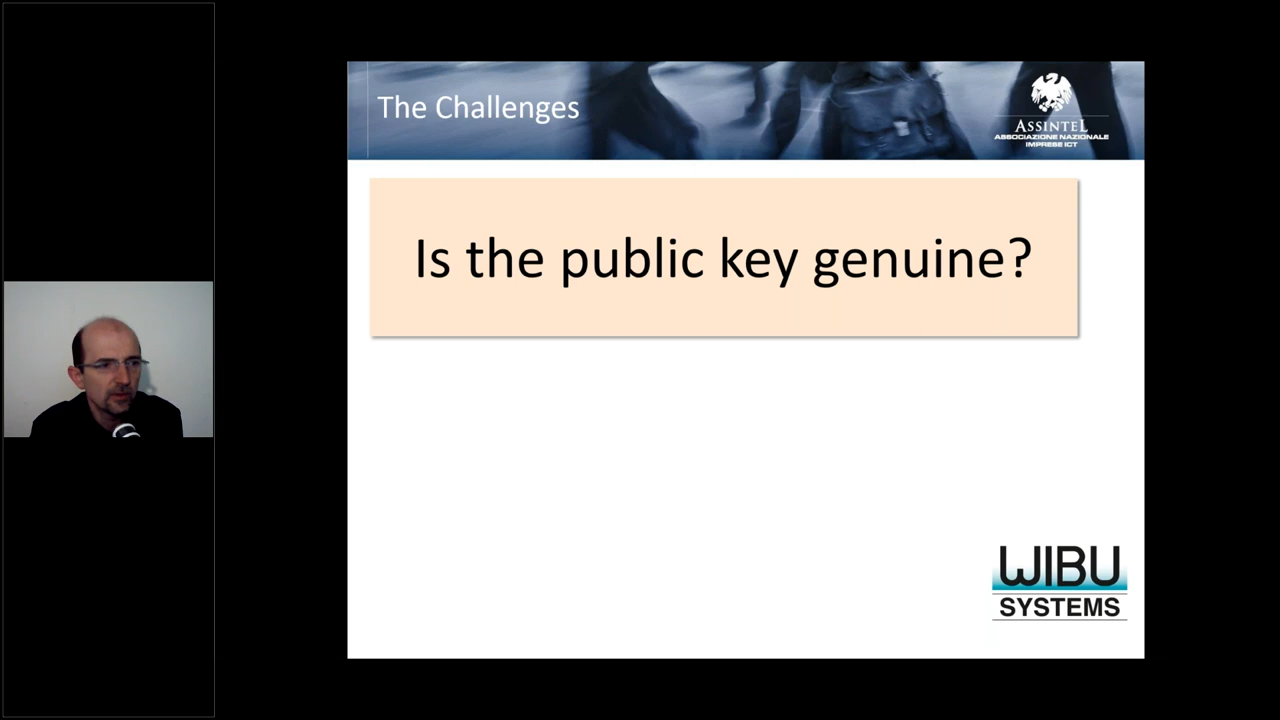 The Challenges
ASSINTEL
ASSOCIAZIONE NAZIONALE
IMPRESE ICT
Is the public key genuine?
WIBU
SYSTEMS